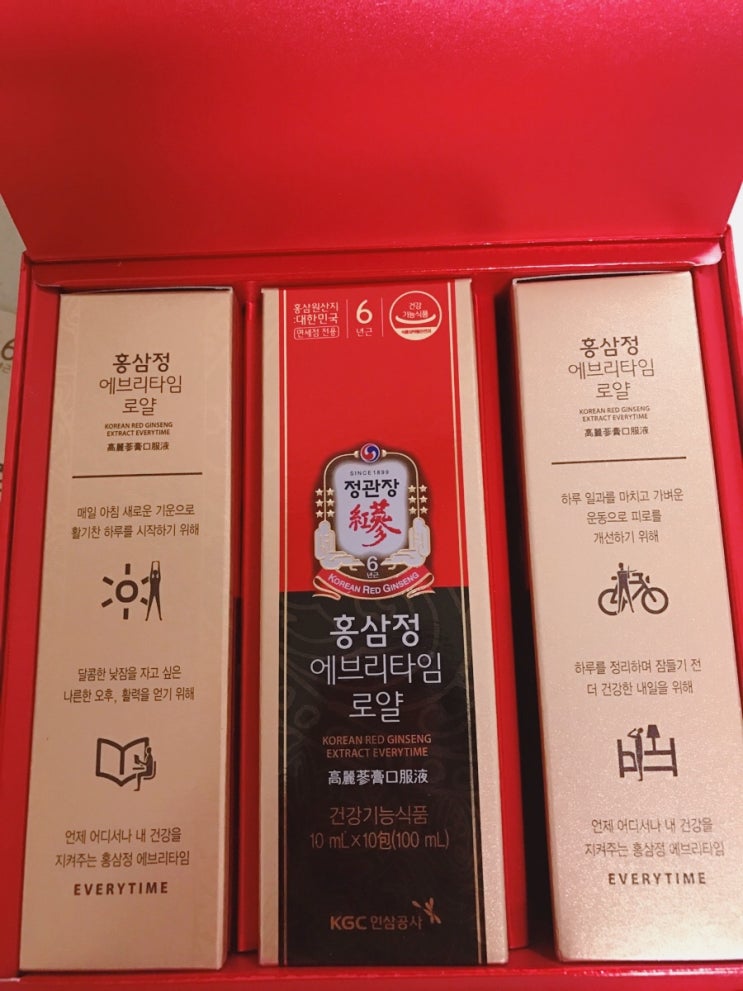 홍삼정
에브리타임
로얄
KOREAN RED GINSENG
EXTRACT EVERYTIME
高麗蔘膏口服液
매일 아침 새로운 기운으로
활기찬 하루를 시작하기 위해
달콤한 낮잠을 자고 싶은
나른한 오후, 활력을 얻기 위해
언제 어디서나 내 건강을
지켜주는 홍삼정 에브리타임
EVERYTIME
홍삼원산지
:대한민국
면세점 전용
6
년근
건강
기능식품
SINCE 1899
정관장
紅蔘
6
년근
KOREAN RED GINSENG
홍삼정
에브리타임
로얄
KOREAN RED GINSENG
EXTRACT EVERYTIME
高麗蔘膏口服液
건강기능식품
10 mL×10包(100 mL)
KGC 인삼공사
홍삼정
에브리타임
로얄
KOREAN RED GINSENG
EXTRACT EVERYTIME
高麗蔘膏口服液
하루 일과를 마치고 가벼운
운동으로 피로를
개선하기 위해
하루를 정리하며 잠들기 전
더 건강한 내일을 위해
언제 어디서나 내 건강을
지켜주는 홍삼정 에브리타임
EVERYTIME